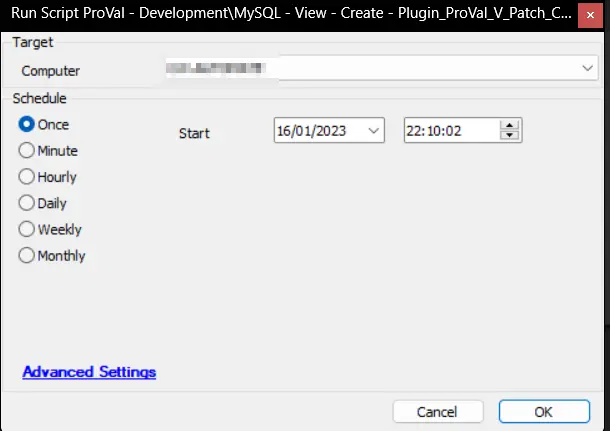 Run Script ProVal - Development\MySQL - View - Create - Plugin_ProVal_V_Patch_C...
Target
Computer
Schedule
Once
Start 16/01/2023 22:10:02
Minute
Hourly
Daily
Weekly
Monthly
Advanced Settings
Cancel OK